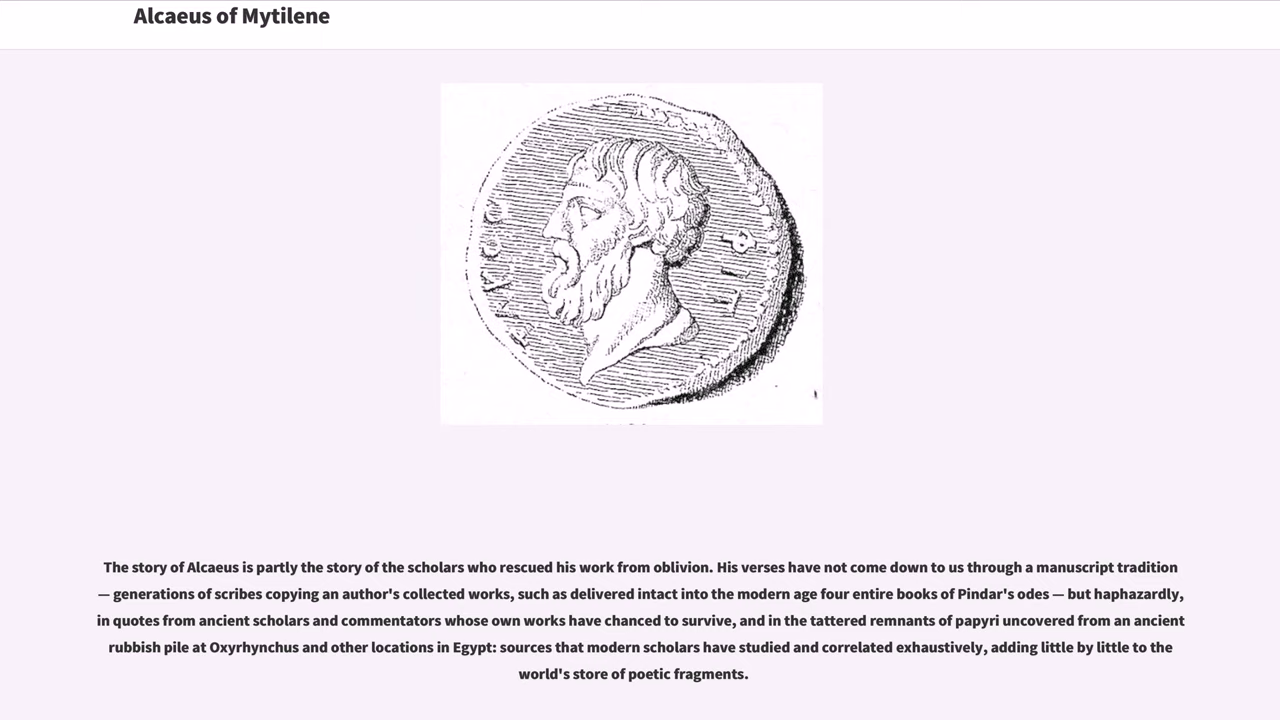 Alcaeus of Mytilene
The story of Alcaeus is partly the story of the scholars who rescued his work from oblivion. His verses have not come down to us through a manuscript tradition
— generations of scribes copying an author's collected works, such as delivered intact into the modern age four entire books of Pindar's odes — but haphazardly,
in quotes from ancient scholars and commentators whose own works have chanced to survive, and in the tattered remnants of papyri uncovered from an ancient
rubbish pile at Oxyrhynchus and other locations in Egypt: sources that modern scholars have studied and correlated exhaustively, adding little by little to the
world's store of poetic fragments.